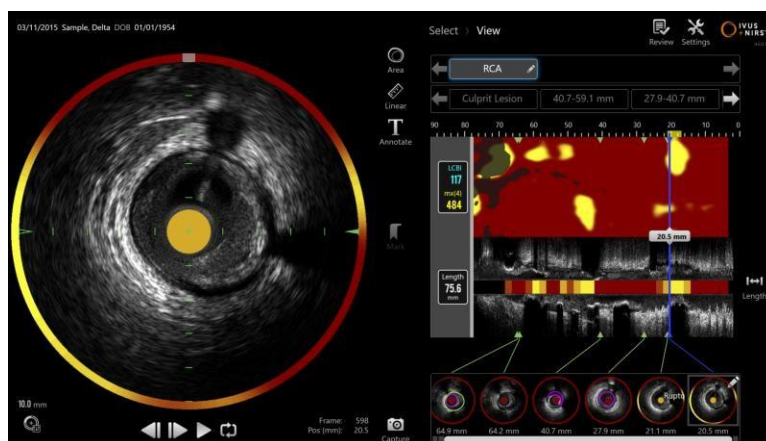 03/11/2015 Sample, Delta DOB 01/01/1954
Select > View
Review
Settings
IVUS
+NIRS
Area
Linear
T
Annotate
Mark
RCA
Culprit Lesion
40.7-59.1 mm
27.9-40.7 mm
90 80 70 60 50 40 30 20 10 0
LCBI
117
mx(4)
484
20.5 mm
Length
75.6
mm
Length
10.0 mm
Frame: 598
Pos (mm): 20.5
Capture
Rupto
64.9 mm 64.2 mm 40.7 mm 27.9 mm 21.1 mm 20.5 mm